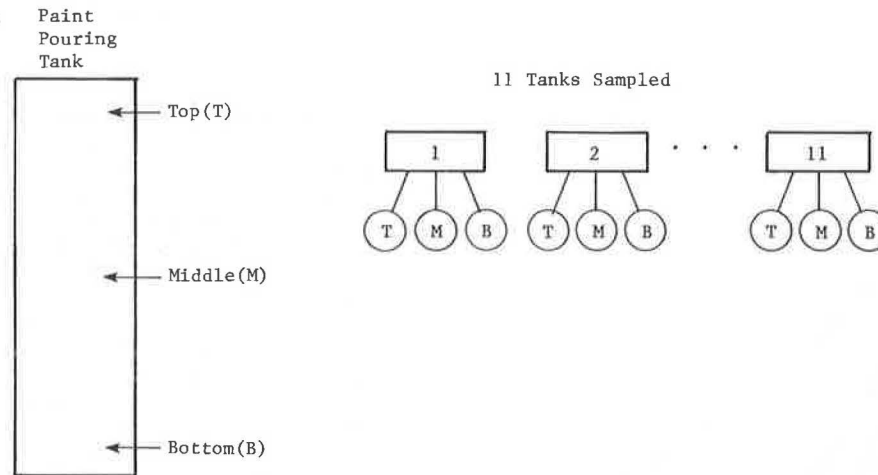 Paint
Pouring
Tank
Top(T)
Middle(M)
Bottom(B)
11 Tanks Sampled
1 2 . . . 11
T M B T M B T M B